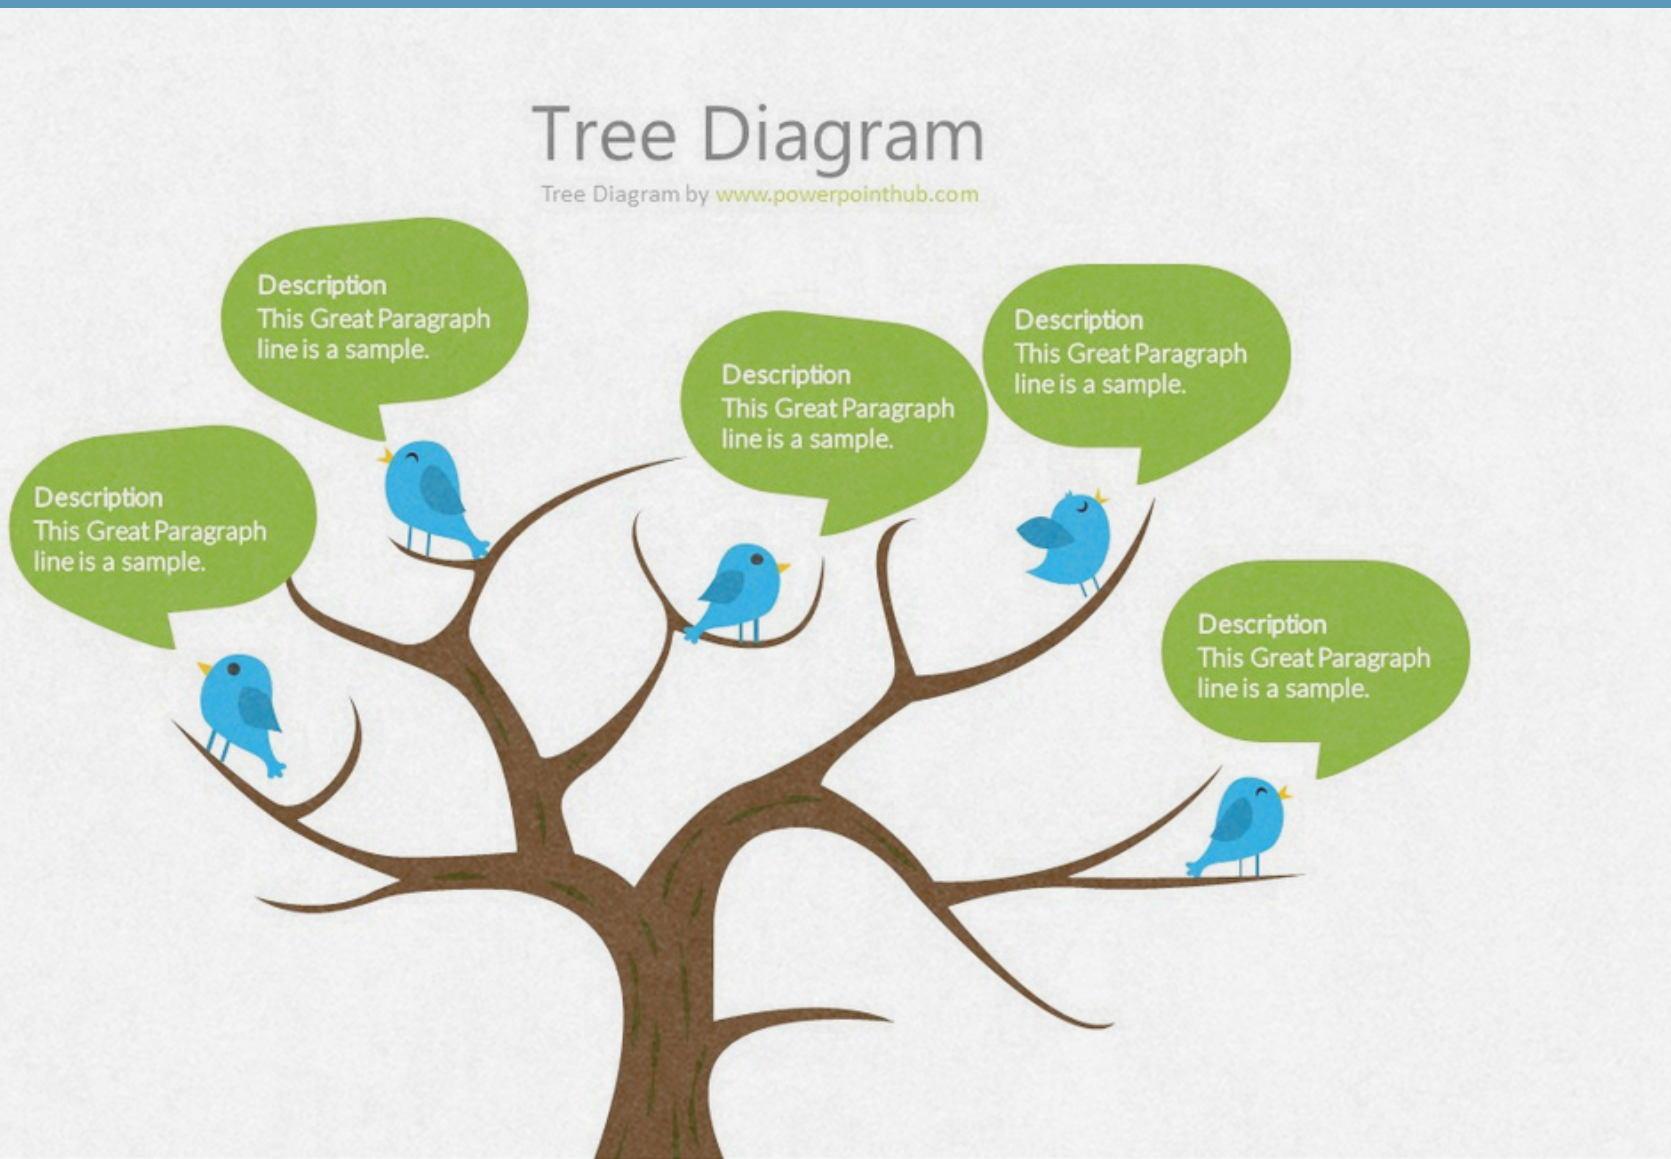 Tree Diagram
Tree Diagram by www.powerpointhub.com
Description
This Great Paragraph
line is a sample.
Description
This Great Paragraph
line is a sample.
Description
This Great Paragraph
line is a sample.
Description
This Great Paragraph
line is a sample.
Description
This Great Paragraph
line is a sample.